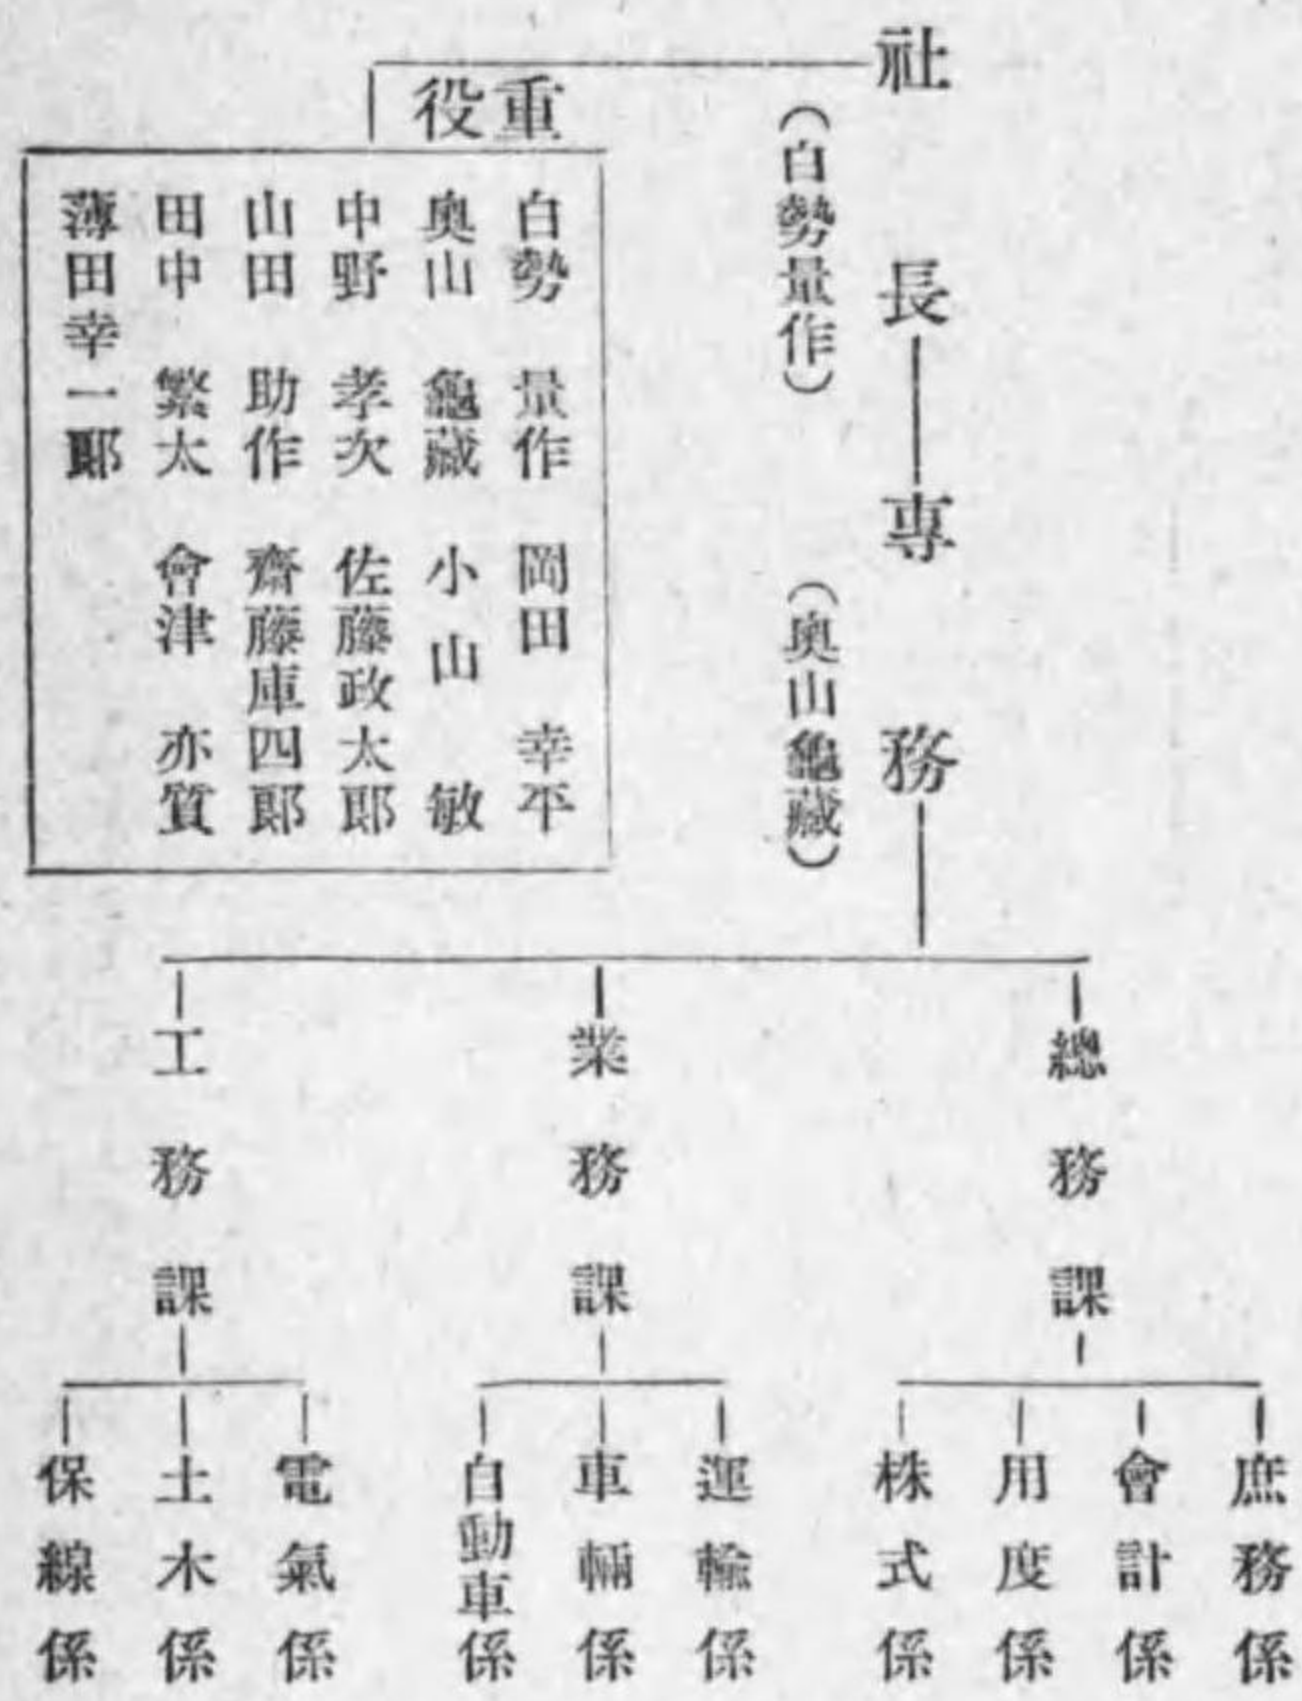 社長
(白勢量作)
專務
(奥山龜藏)
重役
白勢 量作 岡田 幸平
奥山 龜藏 小山 敏
中野 孝次 佐藤政太郎
山田 助作 齋藤庫四郎
田中 繁太 會津 亦質
薄田幸一郎
總務課
庶務係
會計係
用度係
株式係
業務課
運輸係
車輛係
自動車係
工務課
電氣係
土木係
保線係